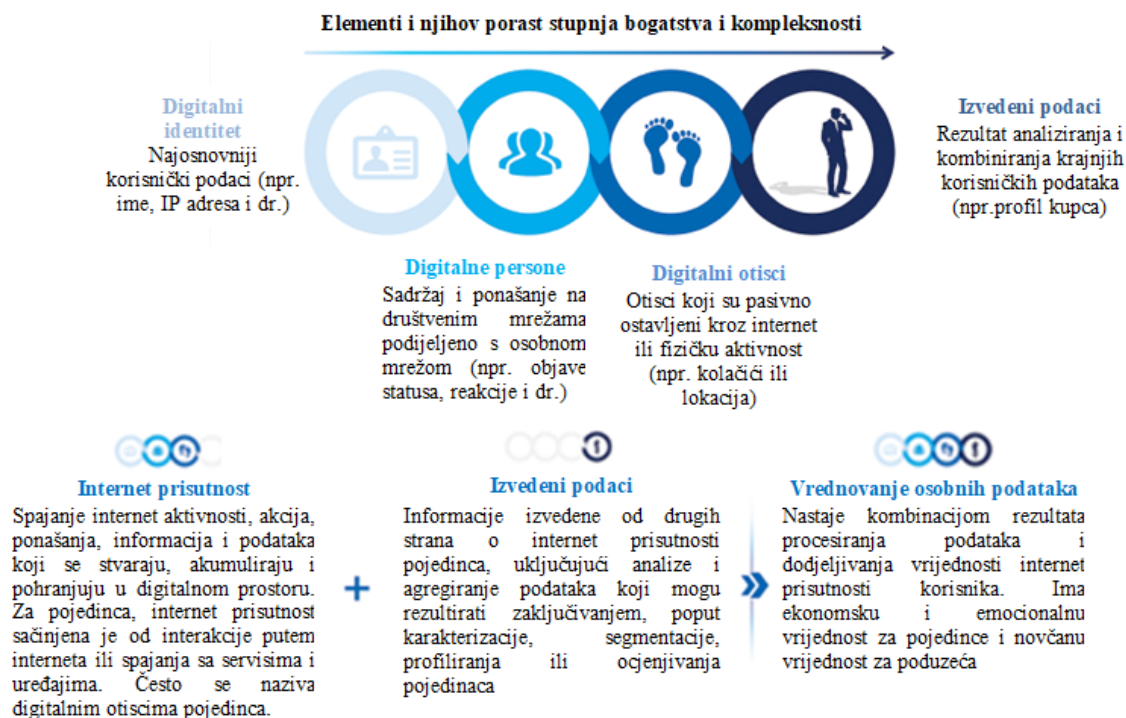 Elementi i njihov porast stupnja bogatstva i kompleksnosti
Digitalni
identitet
Najosnovniji
korisnički podaci (npr.
ime, IP adresa i dr.)
Izvedeni podaci
Rezultat analiziranja i
kombiniranja krajnjih
korisničkih podataka
(npr.profil kupca)
Digitalne persone
Sadržaj i ponašanje na
društvenim mrežama
podijeljeno s osobnom
mrežom (npr. objave
statusa, reakcije i dr.)
Digitalni otisci
Otisci koji su pasivno
ostavljeni kroz internet
ili fizičku aktivnost
(npr. kolačići ili
lokacija)
Internet prisutnost
Spajanje internet aktivnosti, akcija,
ponašanja, informacija i podataka
koji se stvaraju, akumuliraju i
pohranjuju u digitalnom prostoru.
Za pojedinca, internet prisutnost
sačinjena je od interakcije putem
interneta ili spajanja sa servisima i
uređajima. Često se naziva
digitalnim otiscima pojedinca.
+
Izvedeni podaci
Informacije izvedene od drugih
strana o internet prisutnosti
pojedinca, uključujući analize i
agregiranje podataka koji mogu
rezultirati zaključivanjem, poput
karakterizacije, segmentacije,
profiliranja ili ocjenjivanja
pojedinaca
Vrednovanje osobnih podataka
Nastaje kombinacijom rezultata
procesiranja podataka i
dodjeljivanja vrijednosti internet
prisutnosti korisnika. Ima
ekonomsku i emocionalnu
vrijednost za pojedince i novčanu
vrijednost za poduzeća